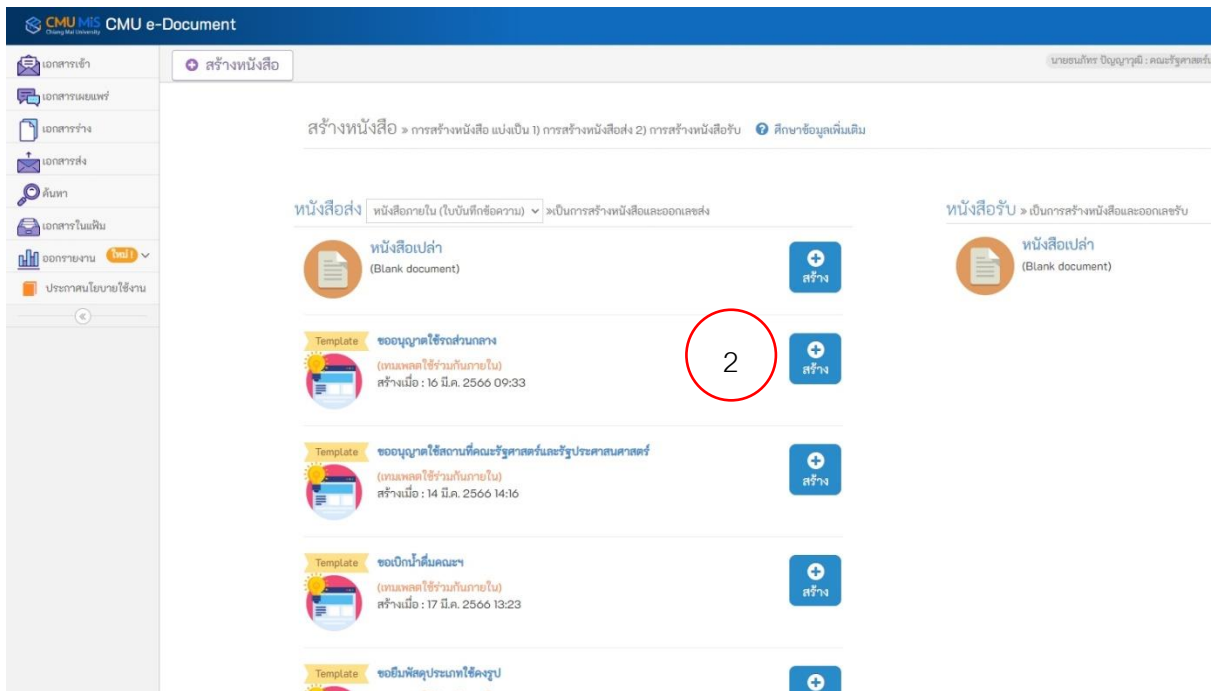 CMU MIS CMU e-Document
Chiang Mai University
เอกสารเข้า
เอกสารเผยแพร่
เอกสารร่าง
เอกสารส่ง
ค้นหา
เอกสารในแฟ้ม
ออกรายงาน ใหม่ !
ประกาศนโยบายใช้งาน
สร้างหนังสือ
นายธนภัทร ปัญญาวุฒิ : คณะรัฐศาสตร์
สร้างหนังสือ » การสร้างหนังสือ แบ่งเป็น 1) การสร้างหนังสือส่ง 2) การสร้างหนังสือรับ ศึกษาข้อมูลเพิ่มเติม
หนังสือส่ง หนังสือภายใน (ใบบันทึกข้อความ) »เป็นการสร้างหนังสือและออกเลขส่ง
หนังสือเปล่า
(Blank document)
สร้าง
Template ขออนุญาตใช้รถส่วนกลาง
(เทมเพลตใช้ร่วมกันภายใน)
สร้างเมื่อ : 16 มี.ค. 2566 09:33
2
สร้าง
Template ขออนุญาตใช้สถานที่คณะรัฐศาสตร์และรัฐประศาสนศาสตร์
(เทมเพลตใช้ร่วมกันภายใน)
สร้างเมื่อ : 14 มี.ค. 2566 14:16
สร้าง
Template ขอเบิกน้ำดื่มคณะฯ
(เทมเพลตใช้ร่วมกันภายใน)
สร้างเมื่อ : 17 มี.ค. 2566 13:23
สร้าง
Template ขอยืมพัสดุประเภทใช้คงรูป
หนังสือรับ » เป็นการสร้างหนังสือและออกเลขรับ
หนังสือเปล่า
(Blank document)